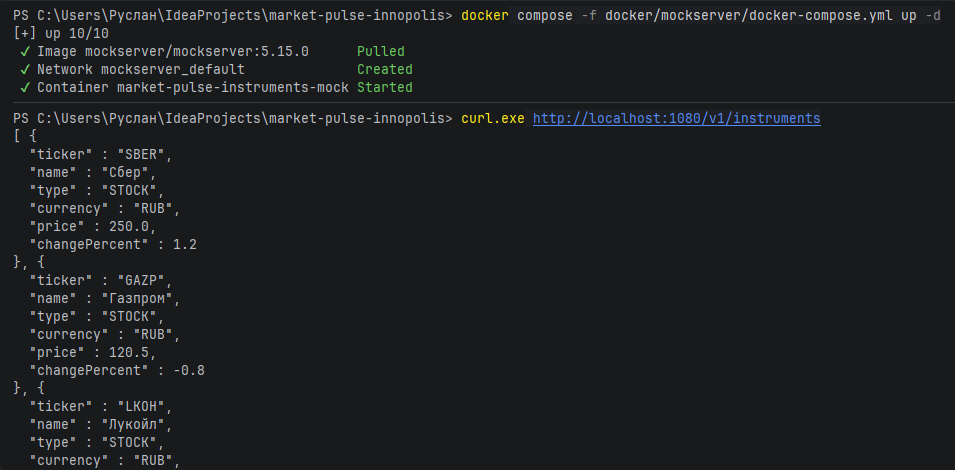 PS C:\Users\Руслан\IdeaProjects\market-pulse-innopolis> docker compose -f docker/mockserver/docker-compose.yml up -d
[+] up 10/10
✓ Image mockserver/mockserver:5.15.0 Pulled
✓ Network mockserver_default Created
✓ Container market-pulse-instruments-mock Started
PS C:\Users\Руслан\IdeaProjects\market-pulse-innopolis> curl.exe http://localhost:1080/v1/instruments
[ {
"ticker" : "SBER",
"name" : "Сбер",
"type" : "STOCK",
"currency" : "RUB",
"price" : 250.0,
"changePercent" : 1.2
}, {
"ticker" : "GAZP",
"name" : "Газпром",
"type" : "STOCK",
"currency" : "RUB",
"price" : 120.5,
"changePercent" : -0.8
}, {
"ticker" : "LKOH",
"name" : "Лукойл",
"type" : "STOCK",
"currency" : "RUB",